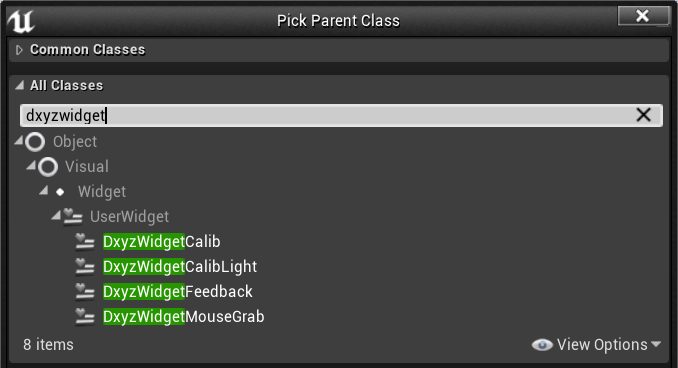 Pick Parent Class
Common Classes
All Classes
dxyzwidget
Object
Visual
Widget
UserWidget
DxyzWidgetCalib
DxyzWidgetCalibLight
DxyzWidgetFeedback
DxyzWidgetMouseGrab
8 items View Options